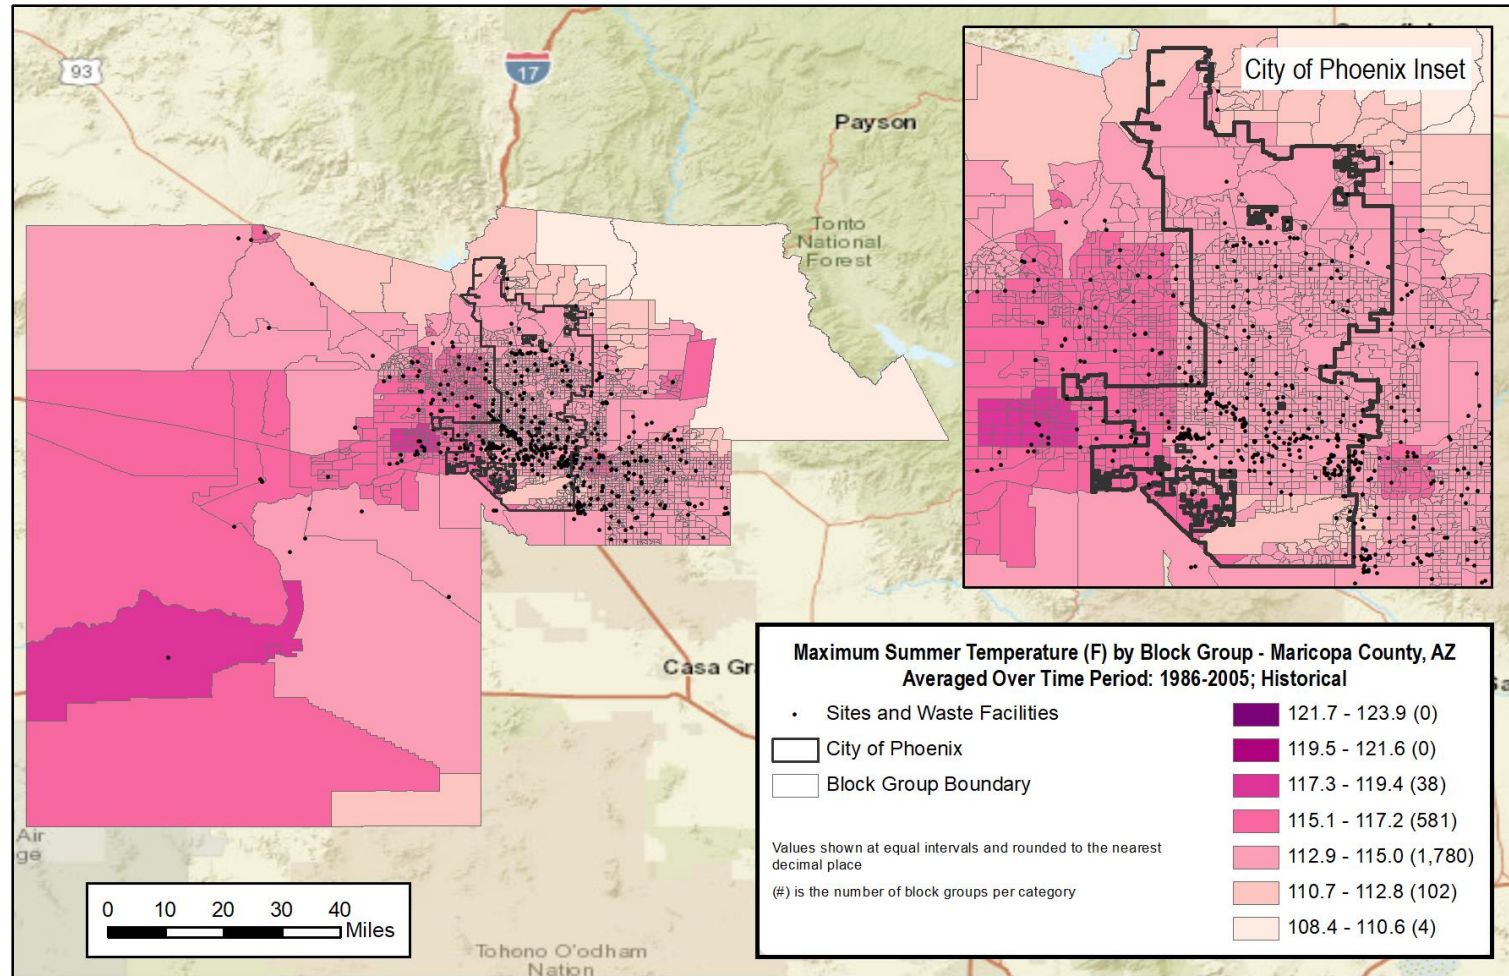 93
17
Payson
Tonto
National
Forest
City of Phoenix Inset
Casa Gr
Air
ge
Tohono O'odham
Nation
0 10 20 30 40
Miles
Maximum Summer Temperature (F) by Block Group - Maricopa County, AZ
Averaged Over Time Period: 1986-2005; Historical
Sites and Waste Facilities
City of Phoenix
Block Group Boundary
Values shown at equal intervals and rounded to the nearest
decimal place
(#) is the number of block groups per category
121.7 - 123.9 (0)
119.5 - 121.6 (0)
117.3 - 119.4 (38)
115.1 - 117.2 (581)
112.9 - 115.0 (1,780)
110.7 - 112.8 (102)
108.4 - 110.6 (4)